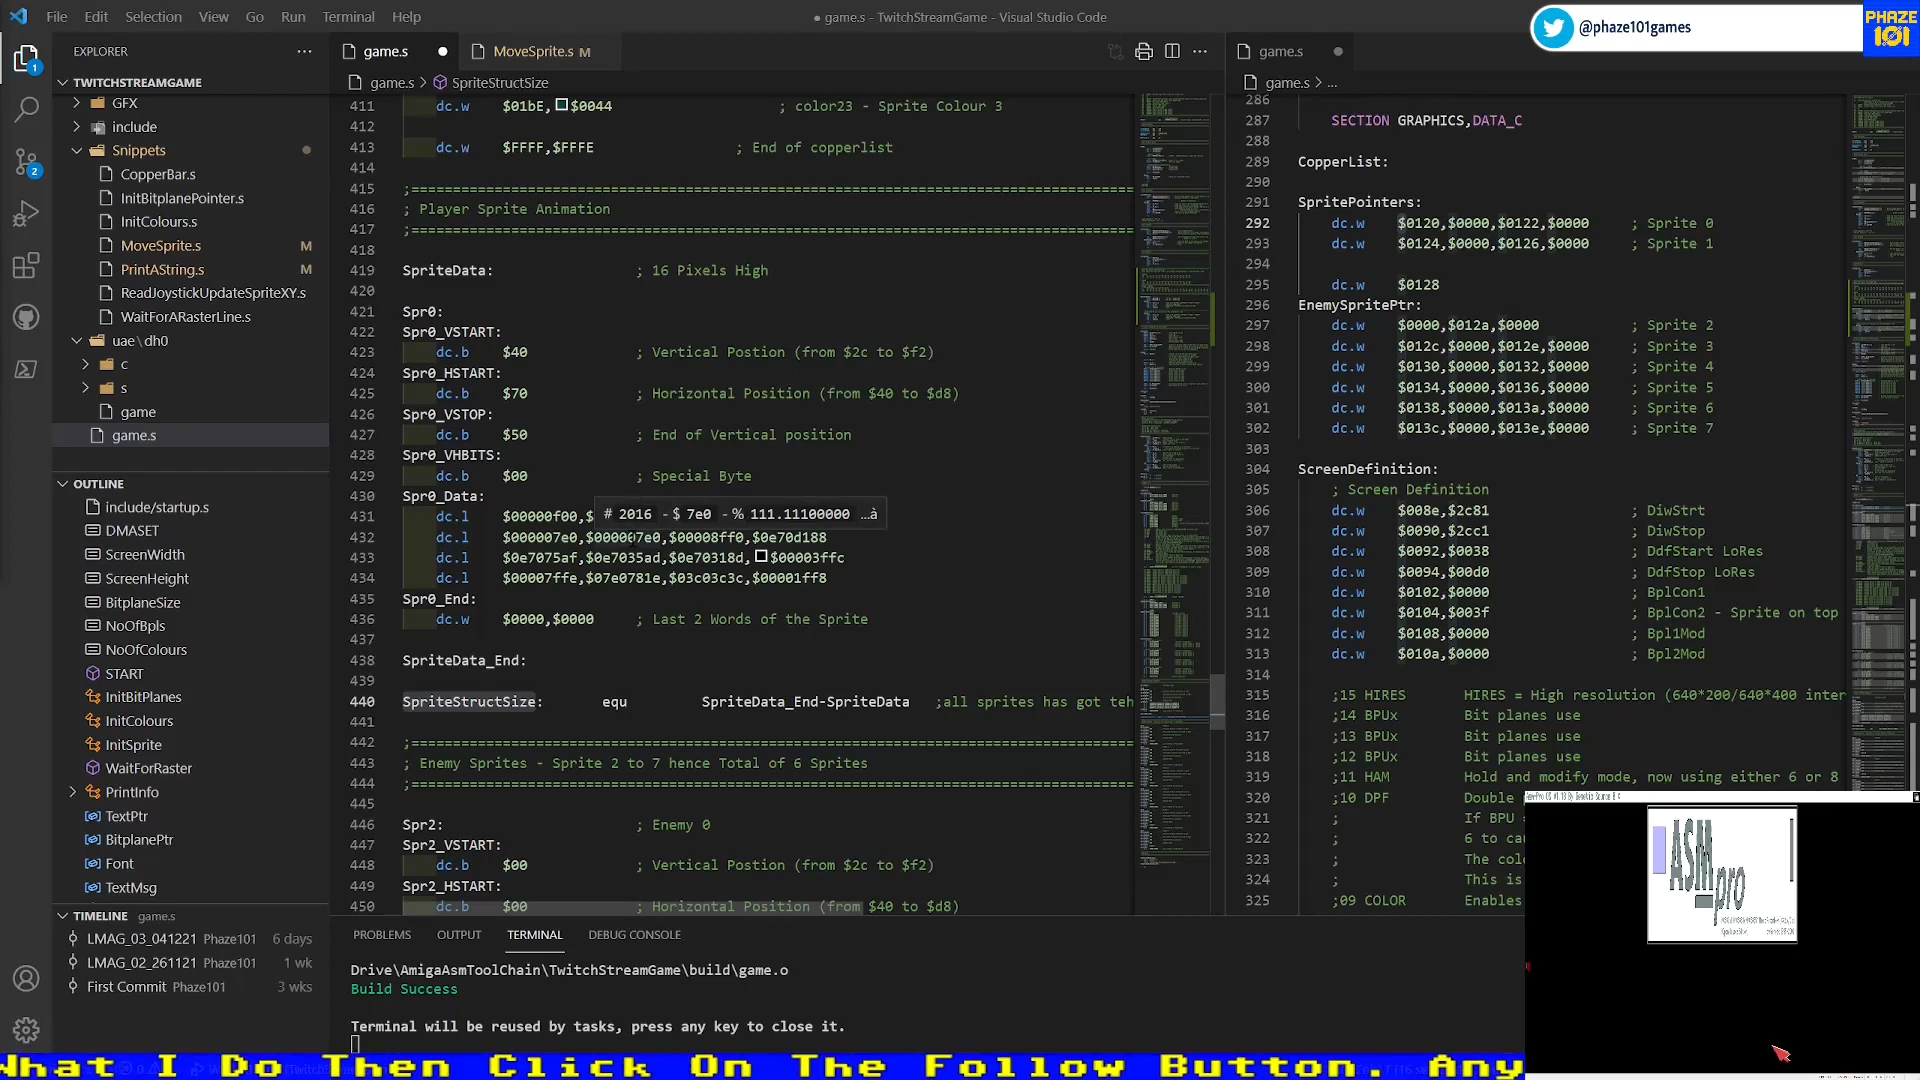 File Edit Selection View Go Run Terminal Help
● game.s - TwitchStreamGame - Visual Studio Code
@phaze101games
PHAZE
101
EXPLORER
TWITCHSTREAMGAME
GFX
include
Snippets
CopperBar.s
InitBitplanePointer.s
InitColours.s
MoveSprite.s M
PrintAString.s M
ReadJoystickUpdateSpriteXY.s
WaitForARasterLine.s
uae\dh0
c
s
game
game.s
OUTLINE
include/startup.s
DMASET
ScreenWidth
ScreenHeight
BitplaneSize
NoOfBpls
NoOfColours
START
InitBitPlanes
InitColours
InitSprite
WaitForRaster
PrintInfo
TextPtr
BitplanePtr
Font
TextMsg
TIMELINE game.s
LMAG_03_041221 Phaze101 6 days
LMAG_02_261121 Phaze101 1 wk
First Commit Phaze101 3 wks
1
2
game.s ● MoveSprite.s M
game.s > SpriteStructSize
411 dc.w $01bE,$0044 ; color23 - Sprite Colour 3
412
413 dc.w $FFFF,$FFFE ; End of copperlist
414
415 ;=======================================================================================
416 ; Player Sprite Animation
417 ;=======================================================================================
418
419 SpriteData: ; 16 Pixels High
420
421 Spr0:
422 Spr0_VSTART:
423 dc.b $40 ; Vertical Postion (from $2c to $f2)
424 Spr0_HSTART:
425 dc.b $70 ; Horizontal Position (from $40 to $d8)
426 Spr0_VSTOP:
427 dc.b $50 ; End of Vertical position
428 Spr0_VHBITS:
429 dc.b $00 ; Special Byte
430 Spr0_Data:
# 2016 - $ 7e0 - % 111.11100000 ...à
431 dc.l $00000f00,$
432 dc.l $000007e0,$000007e0,$00008ff0,$0e70d188
433 dc.l $0e7075af,$0e7035ad,$0e70318d,$00003ffc
434 dc.l $00007ffe,$07e0781e,$03c03c3c,$00001ff8
435 Spr0_End:
436 dc.w $0000,$0000 ; Last 2 Words of the Sprite
437
438 SpriteData_End:
439
440 SpriteStructSize: equ SpriteData_End-SpriteData ;all sprites has got teh
441
442 ;=======================================================================================
443 ; Enemy Sprites - Sprite 2 to 7 hence Total of 6 Sprites
444 ;=======================================================================================
445
446 Spr2: ; Enemy 0
447 Spr2_VSTART:
448 dc.b $00 ; Vertical Postion (from $2c to $f2)
449 Spr2_HSTART:
450 dc.b $00 ; Horizontal Position (from $40 to $d8)
game.s ●
game.s > ...
286
287 SECTION GRAPHICS,DATA_C
288
289 CopperList:
290
291 SpritePointers:
292 dc.w $0120,$0000,$0122,$0000 ; Sprite 0
293 dc.w $0124,$0000,$0126,$0000 ; Sprite 1
294
295 dc.w $0128
296 EnemySpritePtr:
297 dc.w $0000,$012a,$0000 ; Sprite 2
298 dc.w $012c,$0000,$012e,$0000 ; Sprite 3
299 dc.w $0130,$0000,$0132,$0000 ; Sprite 4
300 dc.w $0134,$0000,$0136,$0000 ; Sprite 5
301 dc.w $0138,$0000,$013a,$0000 ; Sprite 6
302 dc.w $013c,$0000,$013e,$0000 ; Sprite 7
303
304 ScreenDefinition:
305 ; Screen Definition
306 dc.w $008e,$2c81 ; DiwStrt
307 dc.w $0090,$2cc1 ; DiwStop
308 dc.w $0092,$0038 ; DdfStart LoRes
309 dc.w $0094,$00d0 ; DdfStop LoRes
310 dc.w $0102,$0000 ; BplCon1
311 dc.w $0104,$003f ; BplCon2 - Sprite on top
312 dc.w $0108,$0000 ; Bpl1Mod
313 dc.w $010a,$0000 ; Bpl2Mod
314
315 ;15 HIRES HIRES = High resolution (640*200/640*400 inter
316 ;14 BPUx Bit planes use
317 ;13 BPUx Bit planes use
318 ;12 BPUx Bit planes use
319 ;11 HAM Hold and modify mode, now using either 6 or 8
320 ;10 DPF Double
321 ; If BPU =
322 ; 6 to ca
323 ; The colo
324 ; This is
325 ;09 COLOR Enables
PROBLEMS OUTPUT TERMINAL DEBUG CONSOLE
Drive\AmigaAsmToolChain\TwitchStreamGame\build\game.o
Build Success
Terminal will be reused by tasks, press any key to close it.
ASM
pro
What I Do Then Click On The Follow Button. Any